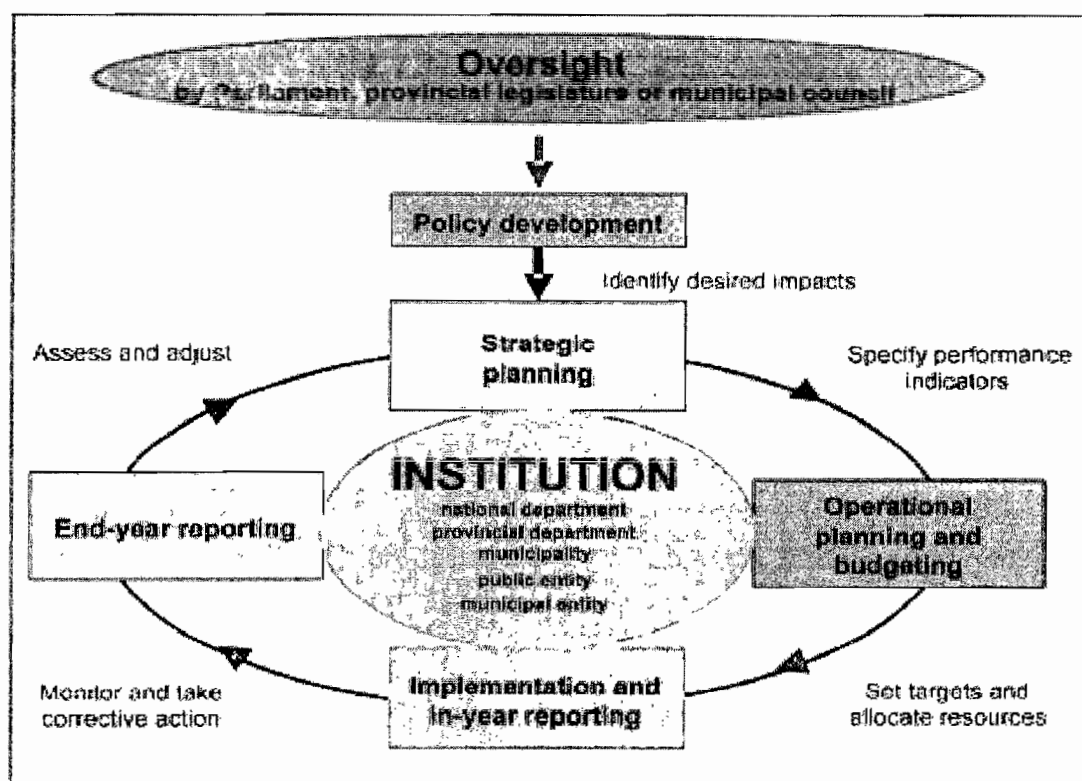 Oversight
by Parliament, provincial legislature or municipal council
Policy development
Identify desired impacts
Strategic
planning
Assess and adjust
Specify performance
indicators
INSTITUTION
national department
provincial department
municipality
public entity
municipal entity
End-year reporting
Operational
planning and
budgeting
Implementation and
in-year reporting
Monitor and take
corrective action
Set targets and
allocate resources